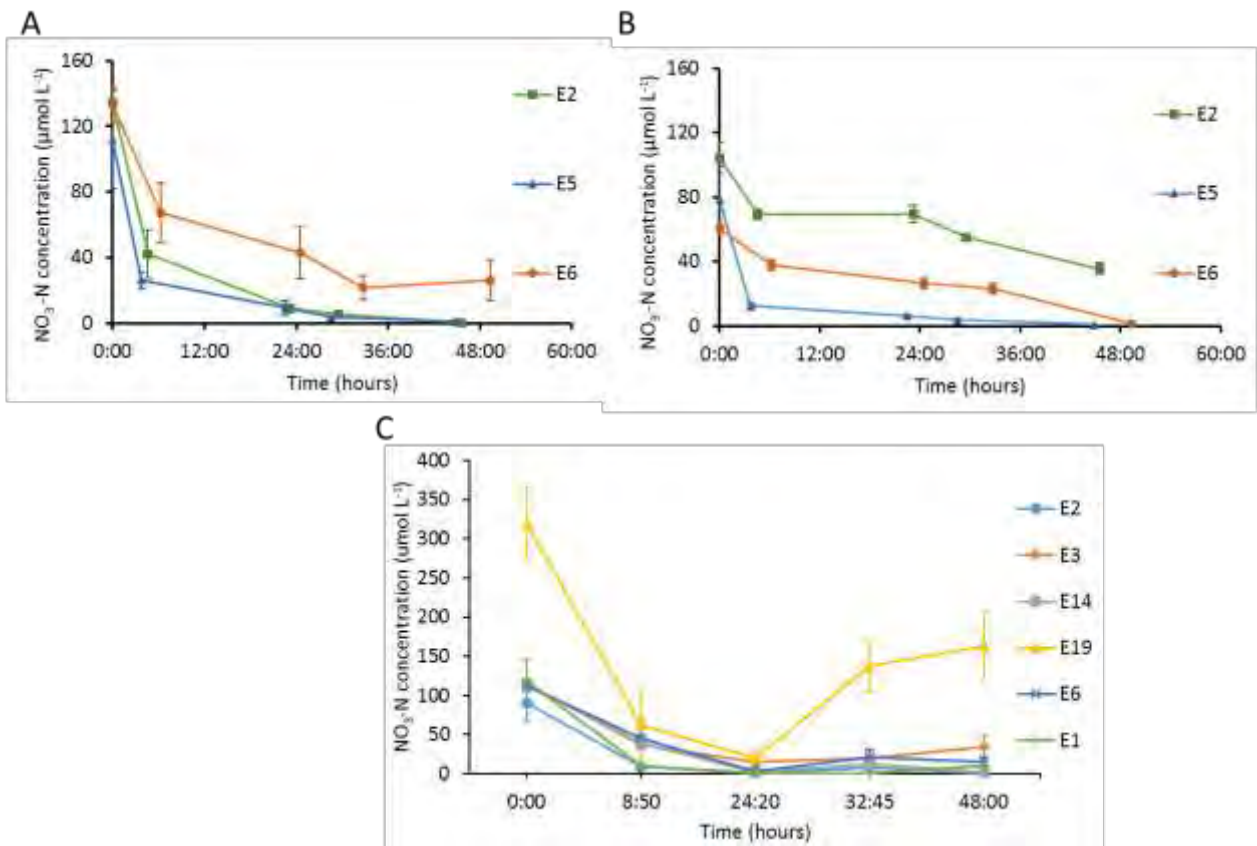 A
NO₃-N concentration (µmol L⁻¹)
160
120
80
40
0
0:00 12:00 24:00 36:00 48:00 60:00
Time (hours)
E2
E5
E6
B
NO₃-N concentration (µmol L⁻¹)
160
120
80
40
0
0:00 12:00 24:00 36:00 48:00 60:00
Time (hours)
E2
E5
E6
C
NO₃-N concentration (umol L⁻¹)
400
350
300
250
200
150
100
50
0
0:00 8:50 24:20 32:45 48:00
Time (hours)
E2
E3
E14
E19
E6
E1